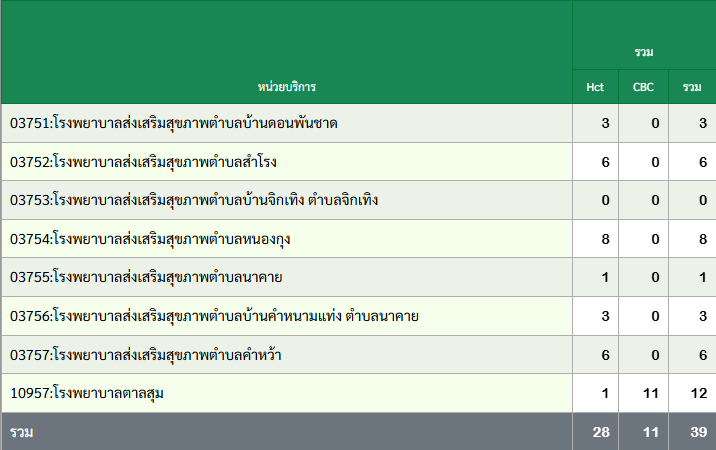 รวม
หน่วยบริการ Hct CBC รวม
03751:โรงพยาบาลส่งเสริมสุขภาพตำบลบ้านดอนพันชาด 3 0 3
03752:โรงพยาบาลส่งเสริมสุขภาพตำบลสำโรง 6 0 6
03753:โรงพยาบาลส่งเสริมสุขภาพตำบลบ้านจิกเทิง ตำบลจิกเทิง 0 0 0
03754:โรงพยาบาลส่งเสริมสุขภาพตำบลหนองกุง 8 0 8
03755:โรงพยาบาลส่งเสริมสุขภาพตำบลนาคาย 1 0 1
03756:โรงพยาบาลส่งเสริมสุขภาพตำบลบ้านคำหนามแท่ง ตำบลนาคาย 3 0 3
03757:โรงพยาบาลส่งเสริมสุขภาพตำบลคำหว้า 6 0 6
10957:โรงพยาบาลตาลสุม 1 11 12
รวม 28 11 39